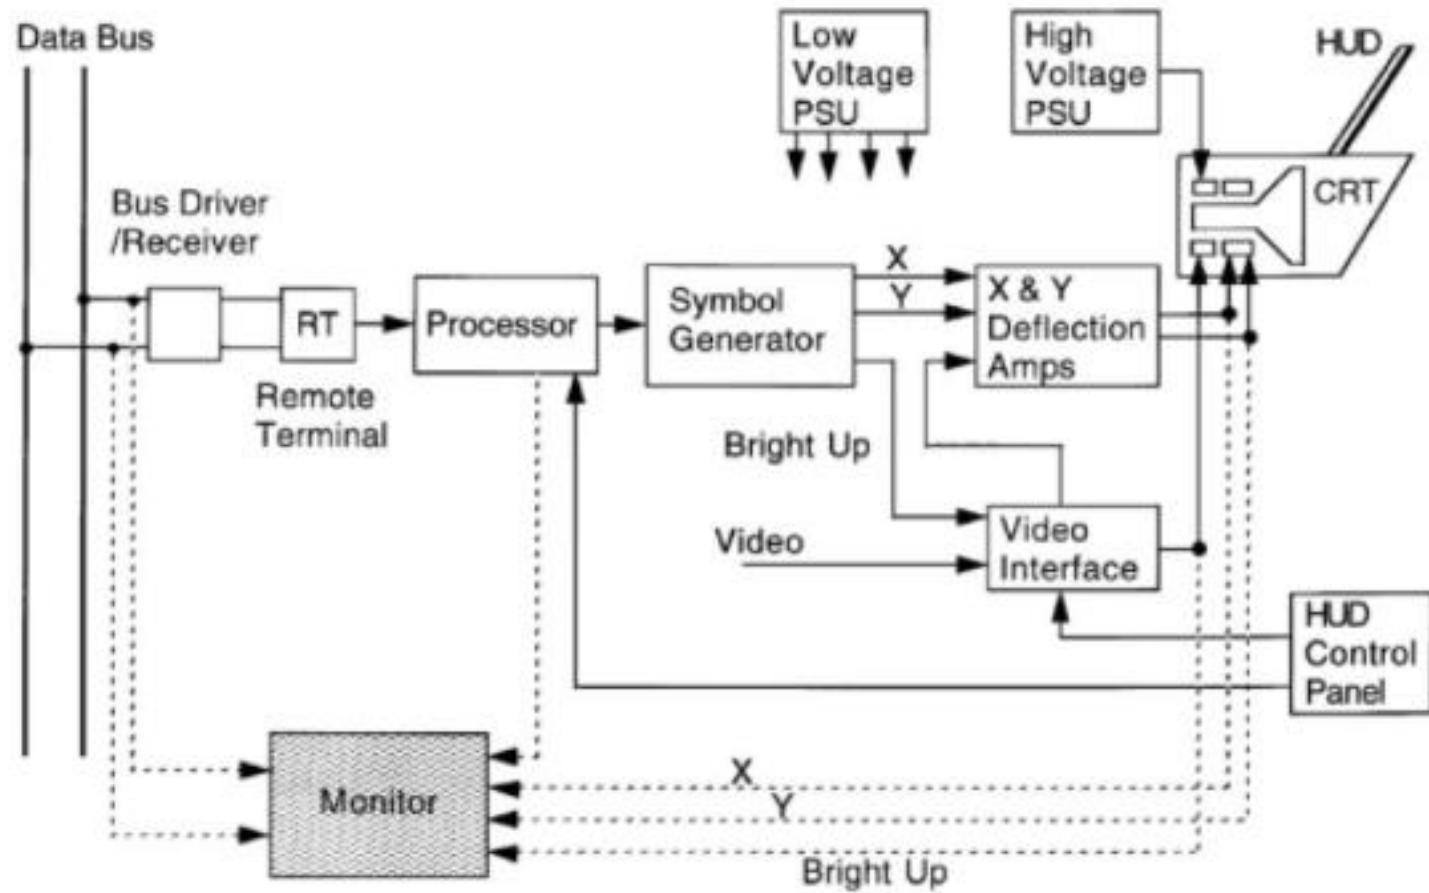 Data Bus
Low
Voltage
PSU
High
Voltage
PSU
HUD
CRT
Bus Driver
/Receiver
RT
Remote
Terminal
Processor
Symbol
Generator
X
Y
X & Y
Deflection
Amps
Bright Up
Video
Video
Interface
HUD
Control
Panel
Monitor
X
Y
Bright Up